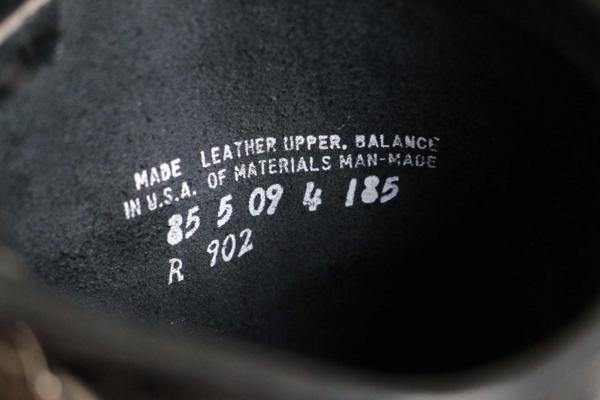 MADE LEATHER UPPER. BALANCE
IN U.S.A. OF MATERIALS MAN-MADE
85 5 09 4 185
R 902